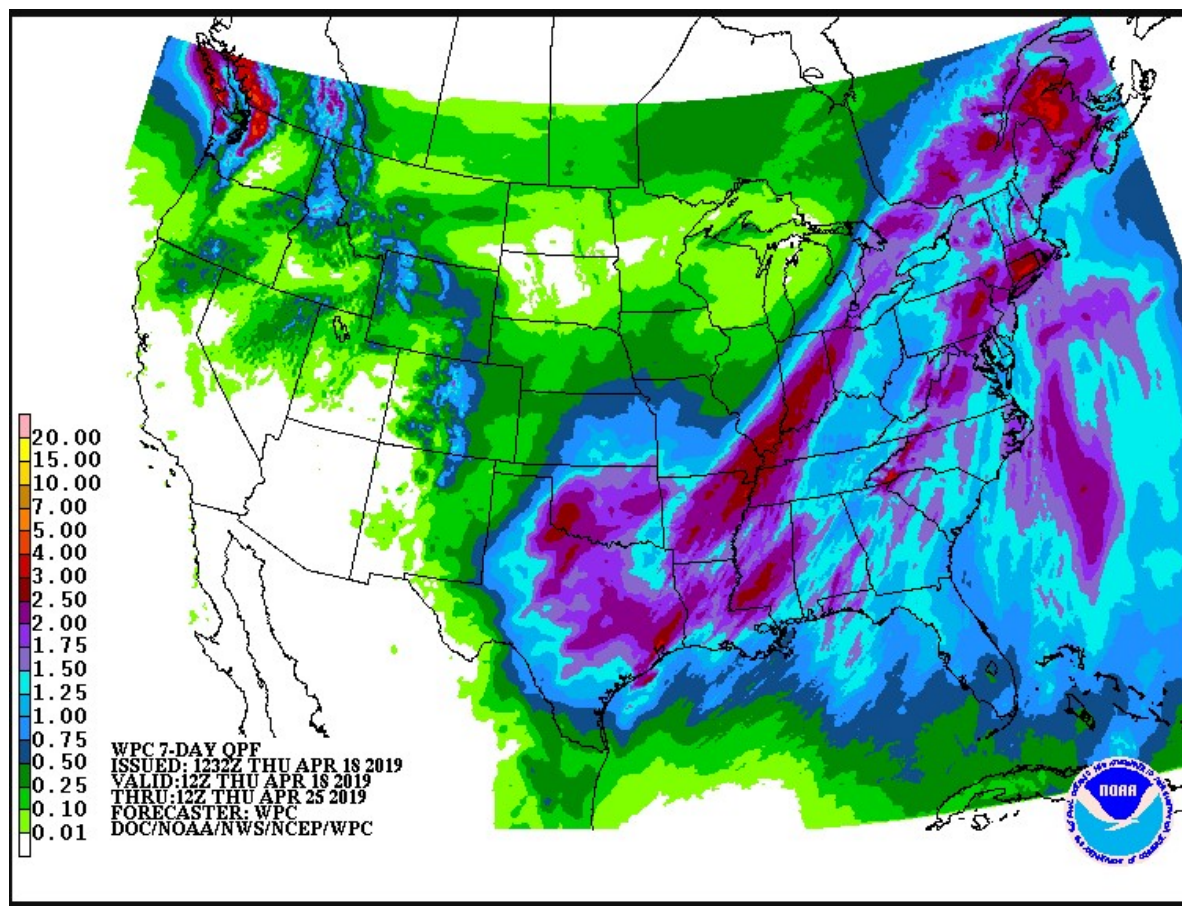 20.00
15.00
10.00
7.00
5.00
4.00
3.00
2.50
2.00
1.75
1.50
1.25
1.00
0.75
0.50
0.25
0.10
0.01
WPC 7-DAY QPF
ISSUED: 1232Z THU APR 18 2019
VALID:12Z THU APR 18 2019
THRU:12Z THU APR 25 2019
FORECASTER: WPC
DOC/NOAA/NWS/NCEP/WPC
NOAA